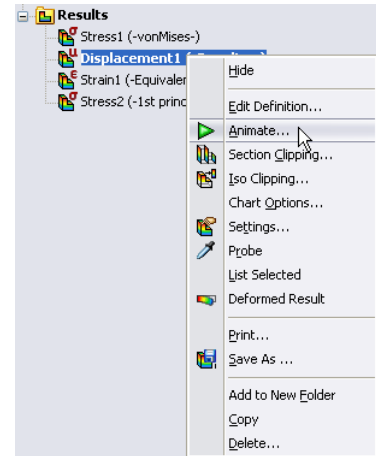 Results
Stress1 (-vonMises-)
Displacement1
Strain1 (-Equivaler
Stress2 (-1st princ
Hide
Edit Definition...
Animate...
Section Clipping...
Iso Clipping...
Chart Options...
Settings...
Probe
List Selected
Deformed Result
Print...
Save As ...
Add to New Folder
Copy
Delete...